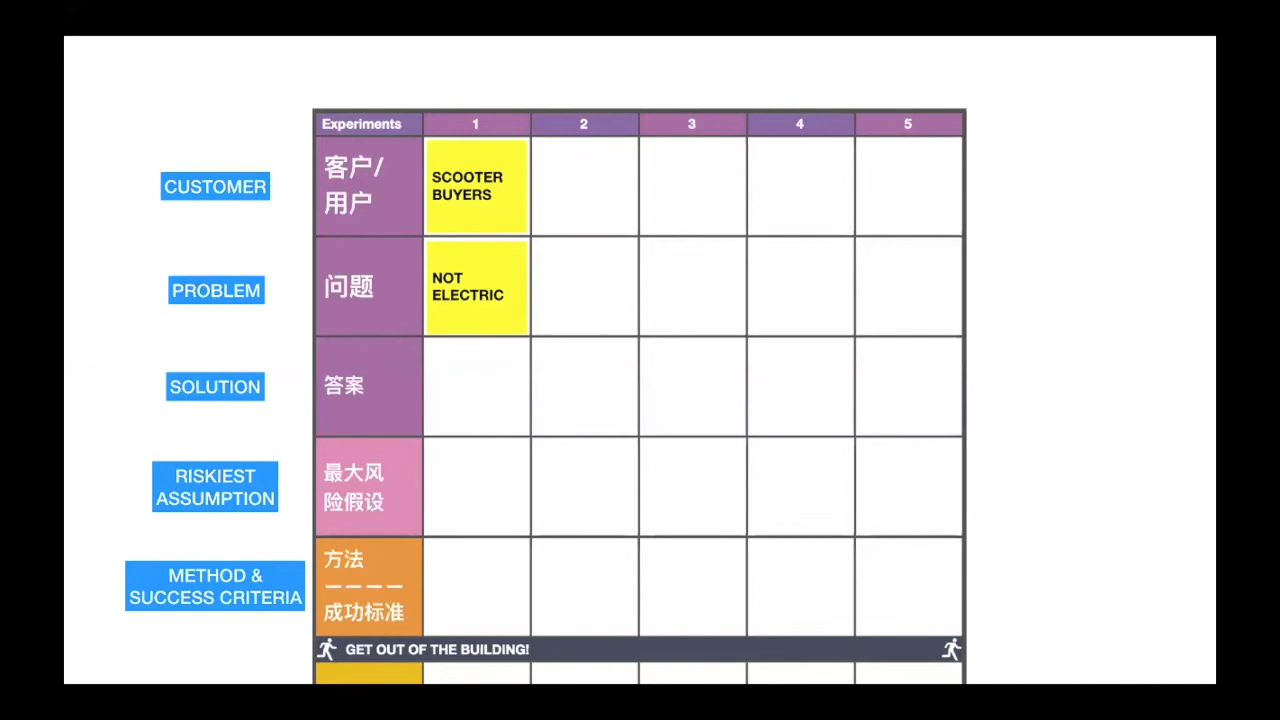 Experiments 1 2 3 4 5
CUSTOMER
客户/
用户
SCOOTER
BUYERS
PROBLEM
问题
NOT
ELECTRIC
SOLUTION
答案
RISKIEST
ASSUMPTION
最大风
险假设
METHOD &
SUCCESS CRITERIA
方法
————
成功标准
GET OUT OF THE BUILDING!